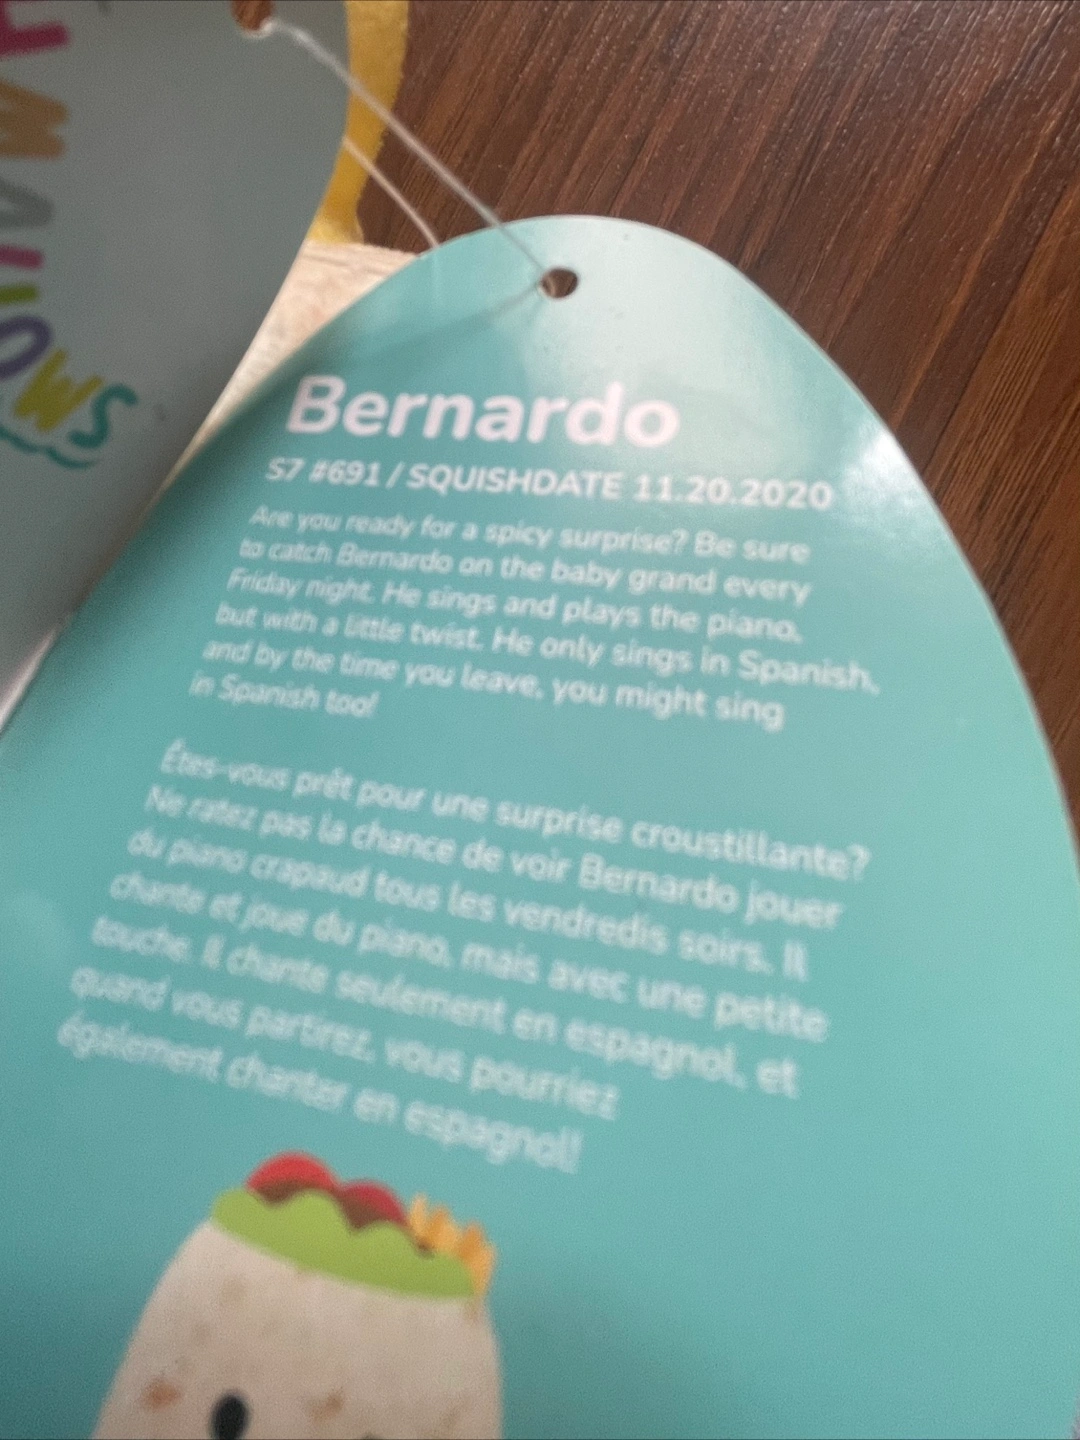 MALLOWS
Bernardo
S7 #691 / SQUISHDATE 11.20.2020
Are you ready for a spicy surprise? Be sure
to catch Bernardo on the baby grand every
Friday night. He sings and plays the piano,
but with a little twist. He only sings in Spanish,
and by the time you leave, you might sing
in Spanish too!
Êtes-vous prêt pour une surprise croustillante?
Ne ratez pas la chance de voir Bernardo jouer
du piano crapaud tous les vendredis soirs. Il
chante et joue du piano, mais avec une petite
touche. Il chante seulement en espagnol, et
quand vous partirez, vous pourriez
également chanter en espagnol!